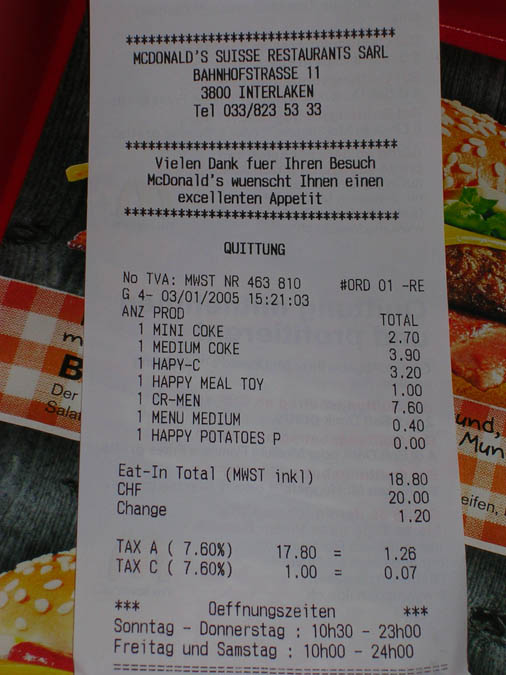 ************************************
MCDONALD'S SUISSE RESTAURANTS SARL
BAHNHOFSTRASSE 11
3800 INTERLAKEN
Tel 033/823 53 33
************************************
Vielen Dank fuer Ihren Besuch
McDonald's wuenscht Ihnen einen
excellenten Appetit
************************************
QUITTUNG
No TVA: MWST NR 463 810 #ORD 01 -RE
G 4- 03/01/2005 15:21:03
ANZ PROD TOTAL
1 MINI COKE 2.70
1 MEDIUM COKE 3.90
1 HAPY-C 3.20
1 HAPPY MEAL TOY 1.00
1 CR-MEN 7.60
1 MENU MEDIUM 0.40
1 HAPPY POTATOES P 0.00
Eat-In Total (MWST inkl) 18.80
CHF 20.00
Change 1.20
TAX A ( 7.60%) 17.80 = 1.26
TAX C ( 7.60%) 1.00 = 0.07
*** Oeffnungszeiten ***
Sonntag - Donnerstag : 10h30 - 23h00
Freitag und Samstag : 10h00 - 24h00
====================================
Der
Salat
und,
Mun
eifen,